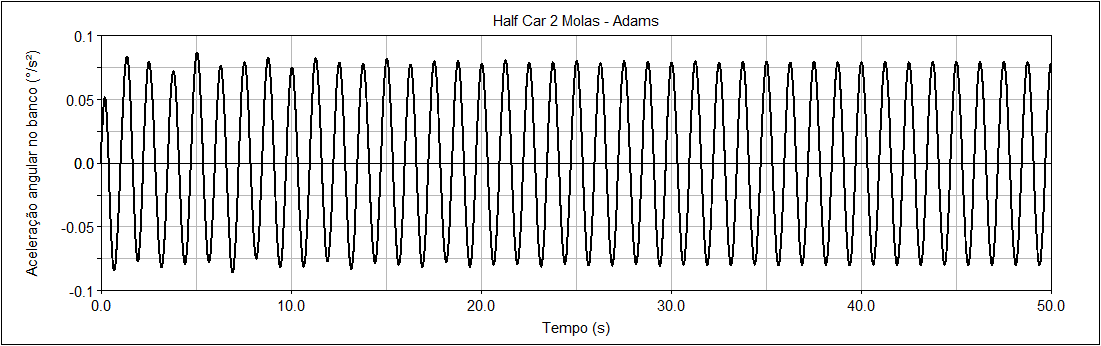 Half Car 2 Molas - Adams
Aceleração angular no banco (°/s²)
0.1
0.05
0.0
-0.05
-0.1
0.0 10.0 20.0 30.0 40.0 50.0
Tempo (s)